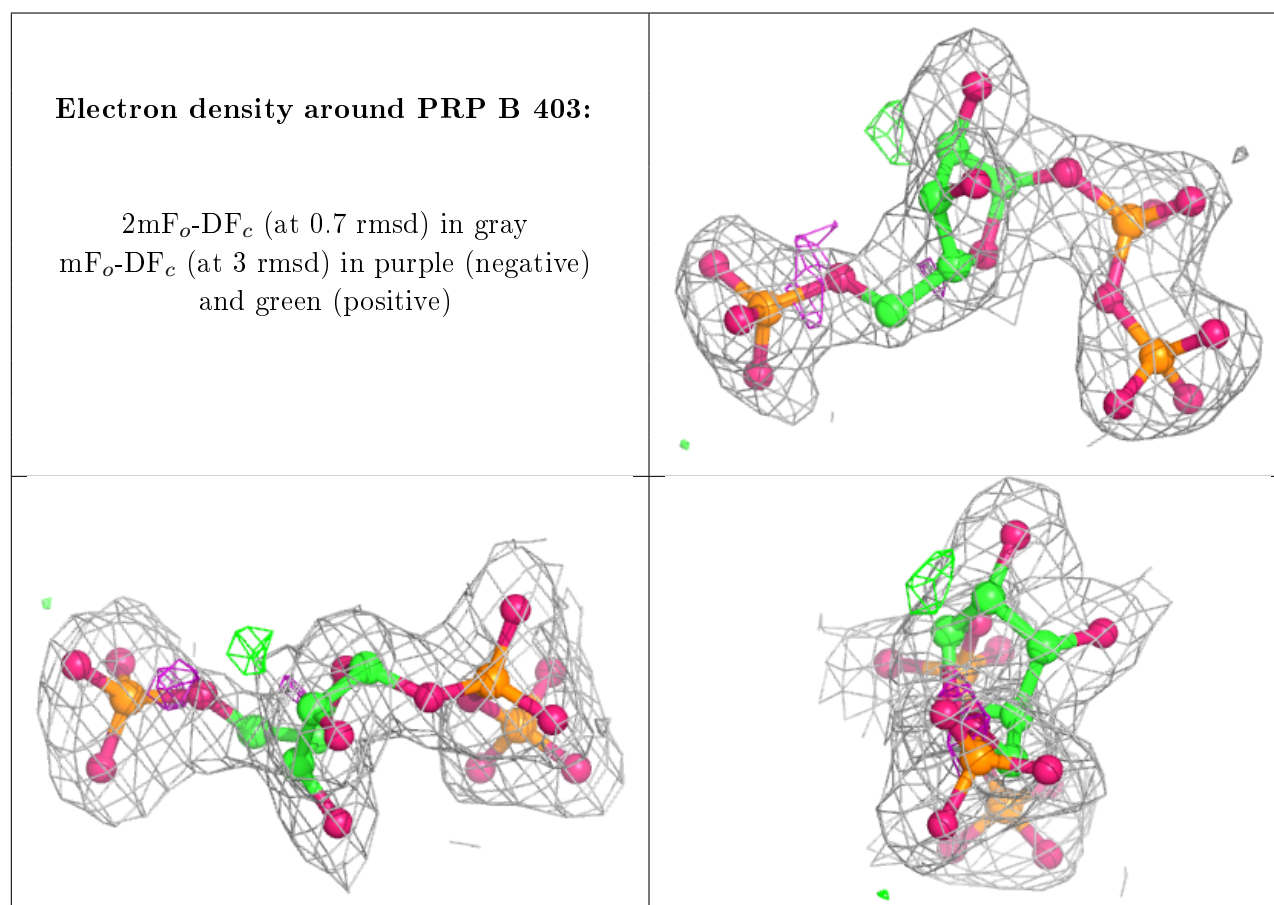 Electron density around PRP B 403:
2mFo-DFc (at 0.7 rmsd) in gray
mFo-DFc (at 3 rmsd) in purple (negative)
and green (positive)